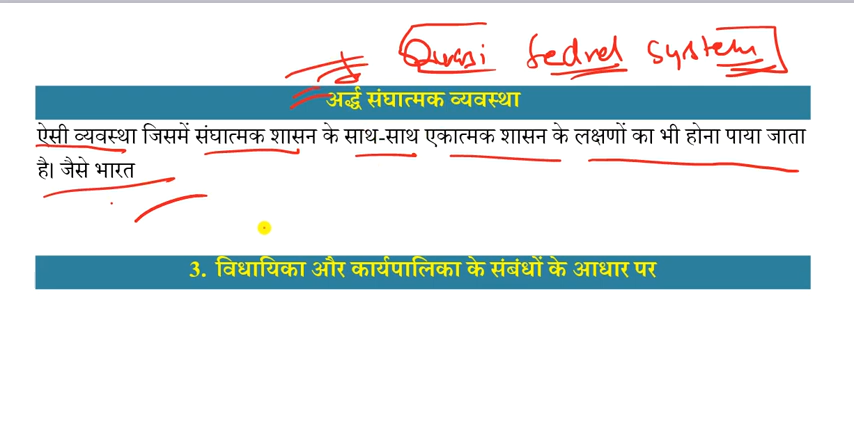 Quasi fedrel system
अर्द्ध संघात्मक व्यवस्था
ऐसी व्यवस्था जिसमें संघात्मक शासन के साथ-साथ एकात्मक शासन के लक्षणों का भी होना पाया जाता
है। जैसे भारत
3. विधायिका और कार्यपालिका के संबंधों के आधार पर